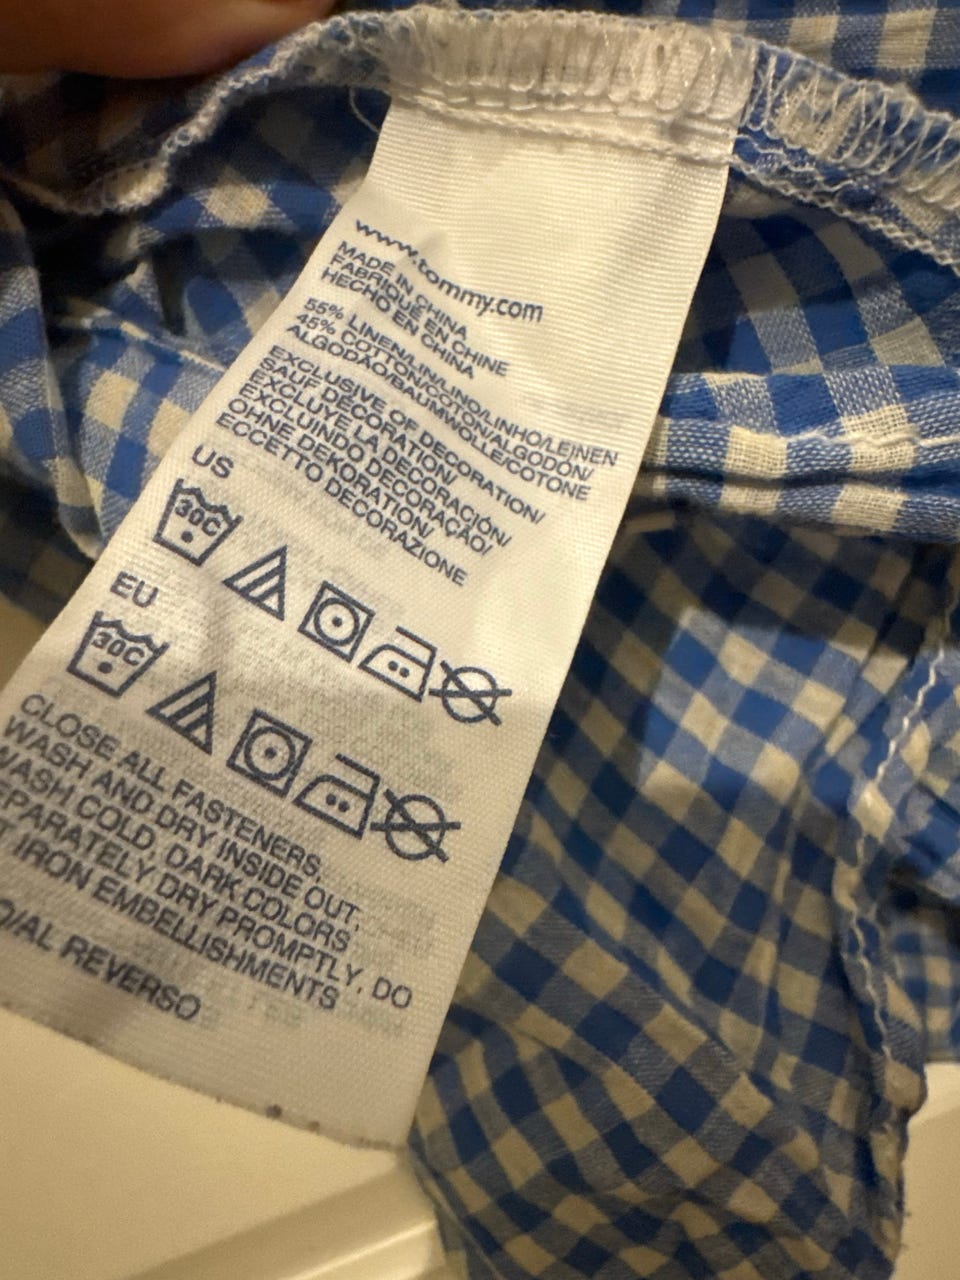 www.tommy.com
MADE IN CHINA
FABRIQUÉ EN CHINE
HECHO EN CHINA
55% LINEN/LIN/LINO/LINHO/LEINEN
45% COTTON/COTON/ALGODÓN/
ALGODÃO/BAUMWOLLE/COTONE
EXCLUSIVE OF DECORATION/
SAUF DÉCORATION/
EXCLUYE LA DECORACIÓN/
EXCLUINDO DECORAÇÃO/
OHNE DEKORATION/
ECCETTO DECORAZIONE
US
30C
EU
30C
CLOSE ALL FASTENERS,
WASH AND DRY INSIDE OUT,
WASH COLD, DARK COLORS
SEPARATELY DRY PROMPTLY, DO
IRON EMBELLISHMENTS
/AL REVERSO